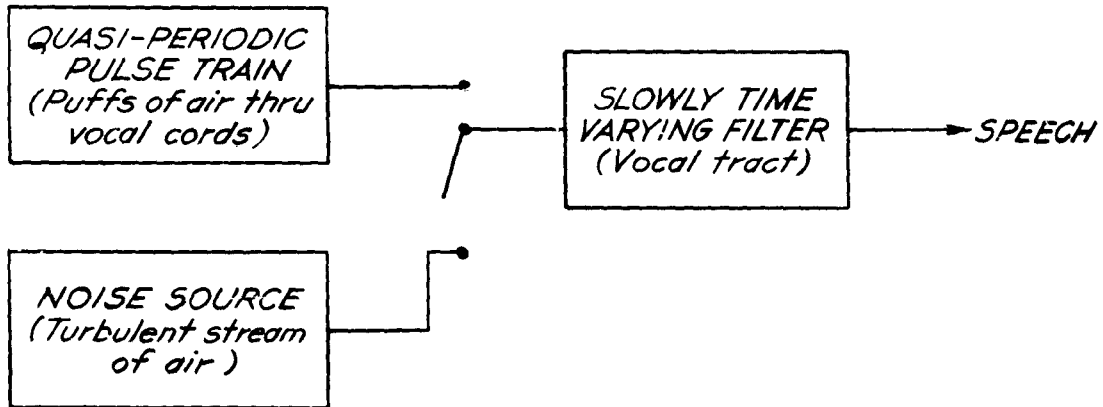 QUASI-PERIODIC
PULSE TRAIN
(Puffs of air thru
vocal cords)
SLOWLY TIME
VARYING FILTER
(Vocal tract)
SPEECH
NOISE SOURCE
(Turbulent stream
of air)